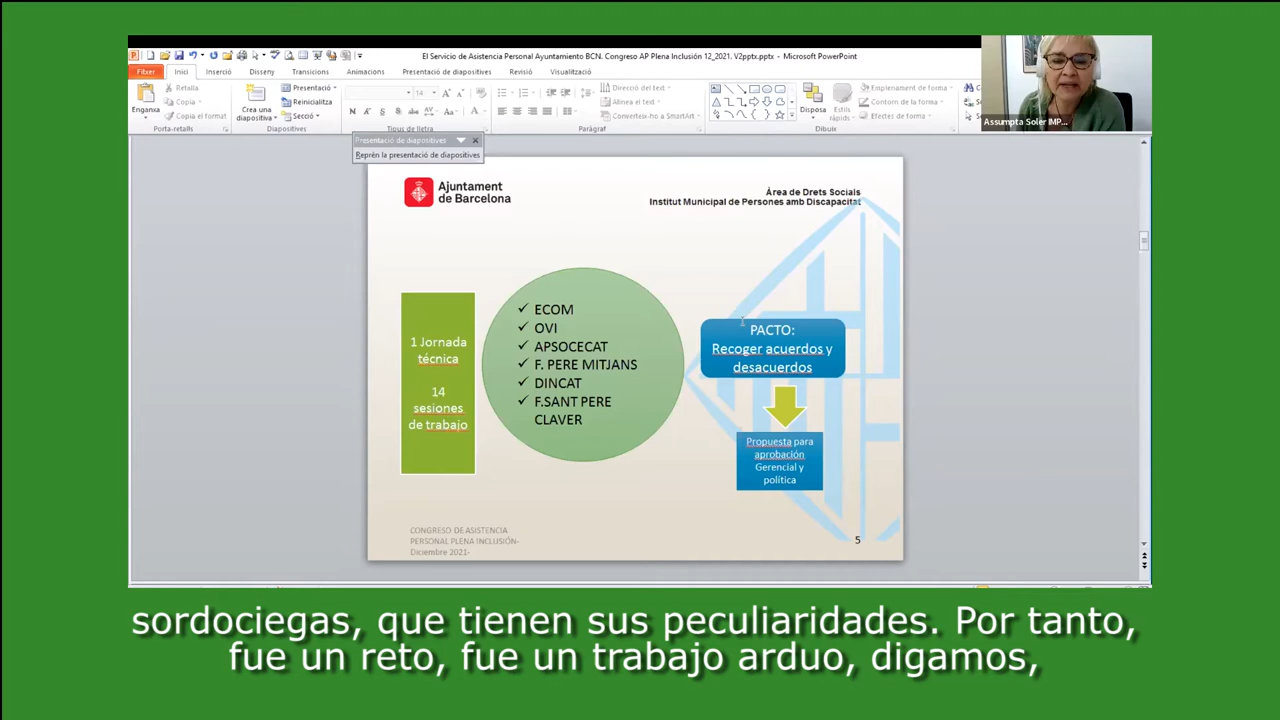 El Servicio de Asistencia Personal Ayuntamiento BCN. Congreso AP Plena Inclusión 12_2021. V2pptx.pptx - Microsoft PowerPoint
Fitxer Inici Inserció Disseny Transicions Animacions Presentació de diapositives Revisió Visualització
Enganxa
Retalla
Copia
Copia el format
Porta-retalls
Crea una
diapositiva
Presentació
Reinicialitza
Secció
Diapositives
14
Tipus de lletra
Direcció del text
Alinea el text
Converteix-ho a SmartArt
Paràgraf
Disposa
Estils
ràpids
Emplenament de forma
Contorn de la forma
Efectes de forma
Dibuix
Assumpta Soler IMP...
Presentació de diapositives
Reprèn la presentació de diapositives
Ajuntament
de Barcelona
Àrea de Drets Socials
Institut Municipal de Persones amb Discapacitat
1 Jornada
técnica
14
sesiones
de trabajo
✓ ECOM
✓ OVI
✓ APSOCECAT
✓ F. PERE MITJANS
✓ DINCAT
✓ F.SANT PERE
CLAVER
PACTO:
Recoger acuerdos y
desacuerdos
Propuesta para
aprobación
Gerencial y
política
CONGRESO DE ASISTENCIA
PERSONAL PLENA INCLUSIÓN-
Diciembre 2021-
5
sordociegas, que tienen sus peculiaridades. Por tanto,
fue un reto, fue un trabajo arduo, digamos,